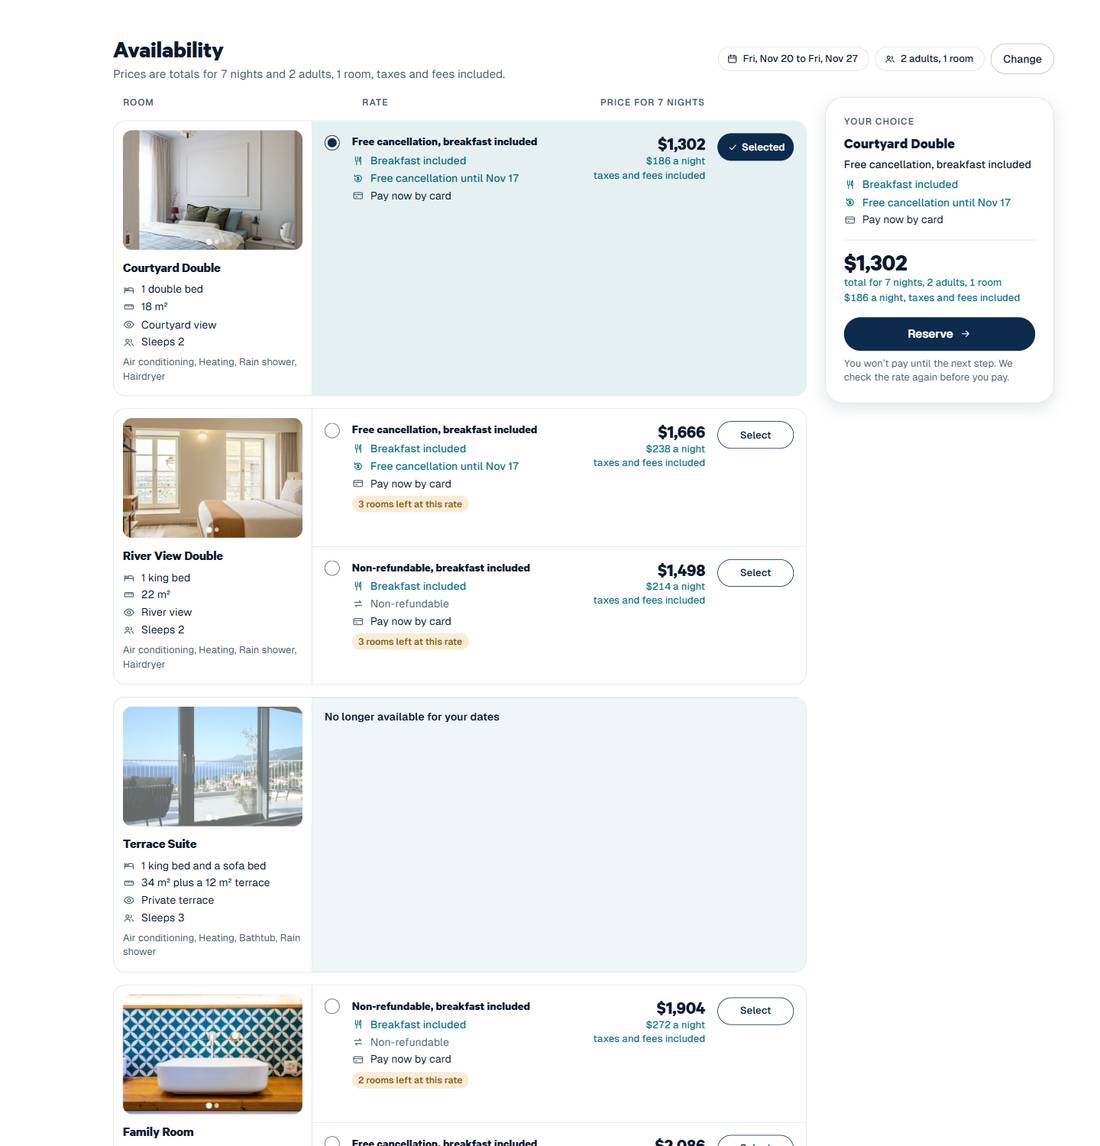 Availability
Prices are totals for 7 nights and 2 adults, 1 room, taxes and fees included.
Fri, Nov 20 to Fri, Nov 27
2 adults, 1 room
Change
ROOM
RATE
PRICE FOR 7 NIGHTS
Courtyard Double
1 double bed
18 m²
Courtyard view
Sleeps 2
Air conditioning, Heating, Rain shower,
Hairdryer
Free cancellation, breakfast included
Breakfast included
Free cancellation until Nov 17
Pay now by card
$1,302
$186 a night
taxes and fees included
Selected
YOUR CHOICE
Courtyard Double
Free cancellation, breakfast included
Breakfast included
Free cancellation until Nov 17
Pay now by card
$1,302
total for 7 nights, 2 adults, 1 room
$186 a night, taxes and fees included
Reserve
You won't pay until the next step. We
check the rate again before you pay.
River View Double
1 king bed
22 m²
River view
Sleeps 2
Air conditioning, Heating, Rain shower,
Hairdryer
Free cancellation, breakfast included
Breakfast included
Free cancellation until Nov 17
Pay now by card
3 rooms left at this rate
$1,666
$238 a night
taxes and fees included
Select
Non-refundable, breakfast included
Breakfast included
Non-refundable
Pay now by card
3 rooms left at this rate
$1,498
$214 a night
taxes and fees included
Select
Terrace Suite
1 king bed and a sofa bed
34 m² plus a 12 m² terrace
Private terrace
Sleeps 3
Air conditioning, Heating, Bathtub, Rain
shower
No longer available for your dates
Family Room
Non-refundable, breakfast included
Breakfast included
Non-refundable
Pay now by card
2 rooms left at this rate
$1,904
$272 a night
taxes and fees included
Select
Free cancellation, breakfast included
$2,086
Select